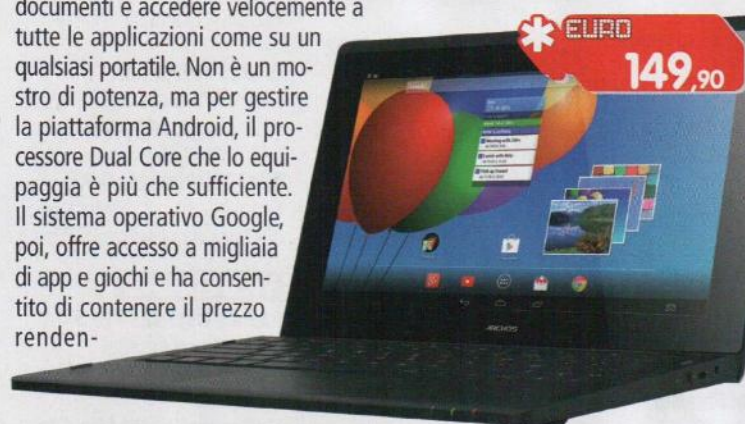 documenti e accedere velocemente a
tutte le applicazioni come su un
qualsiasi portatile. Non è un mo-
stro di potenza, ma per gestire
la piattaforma Android, il pro-
cessore Dual Core che lo equi-
paggia è più che sufficiente.
Il sistema operativo Google,
poi, offre accesso a migliaia
di app e giochi e ha consen-
tito di contenere il prezzo
renden-
EURO
149,90
ARCHOS